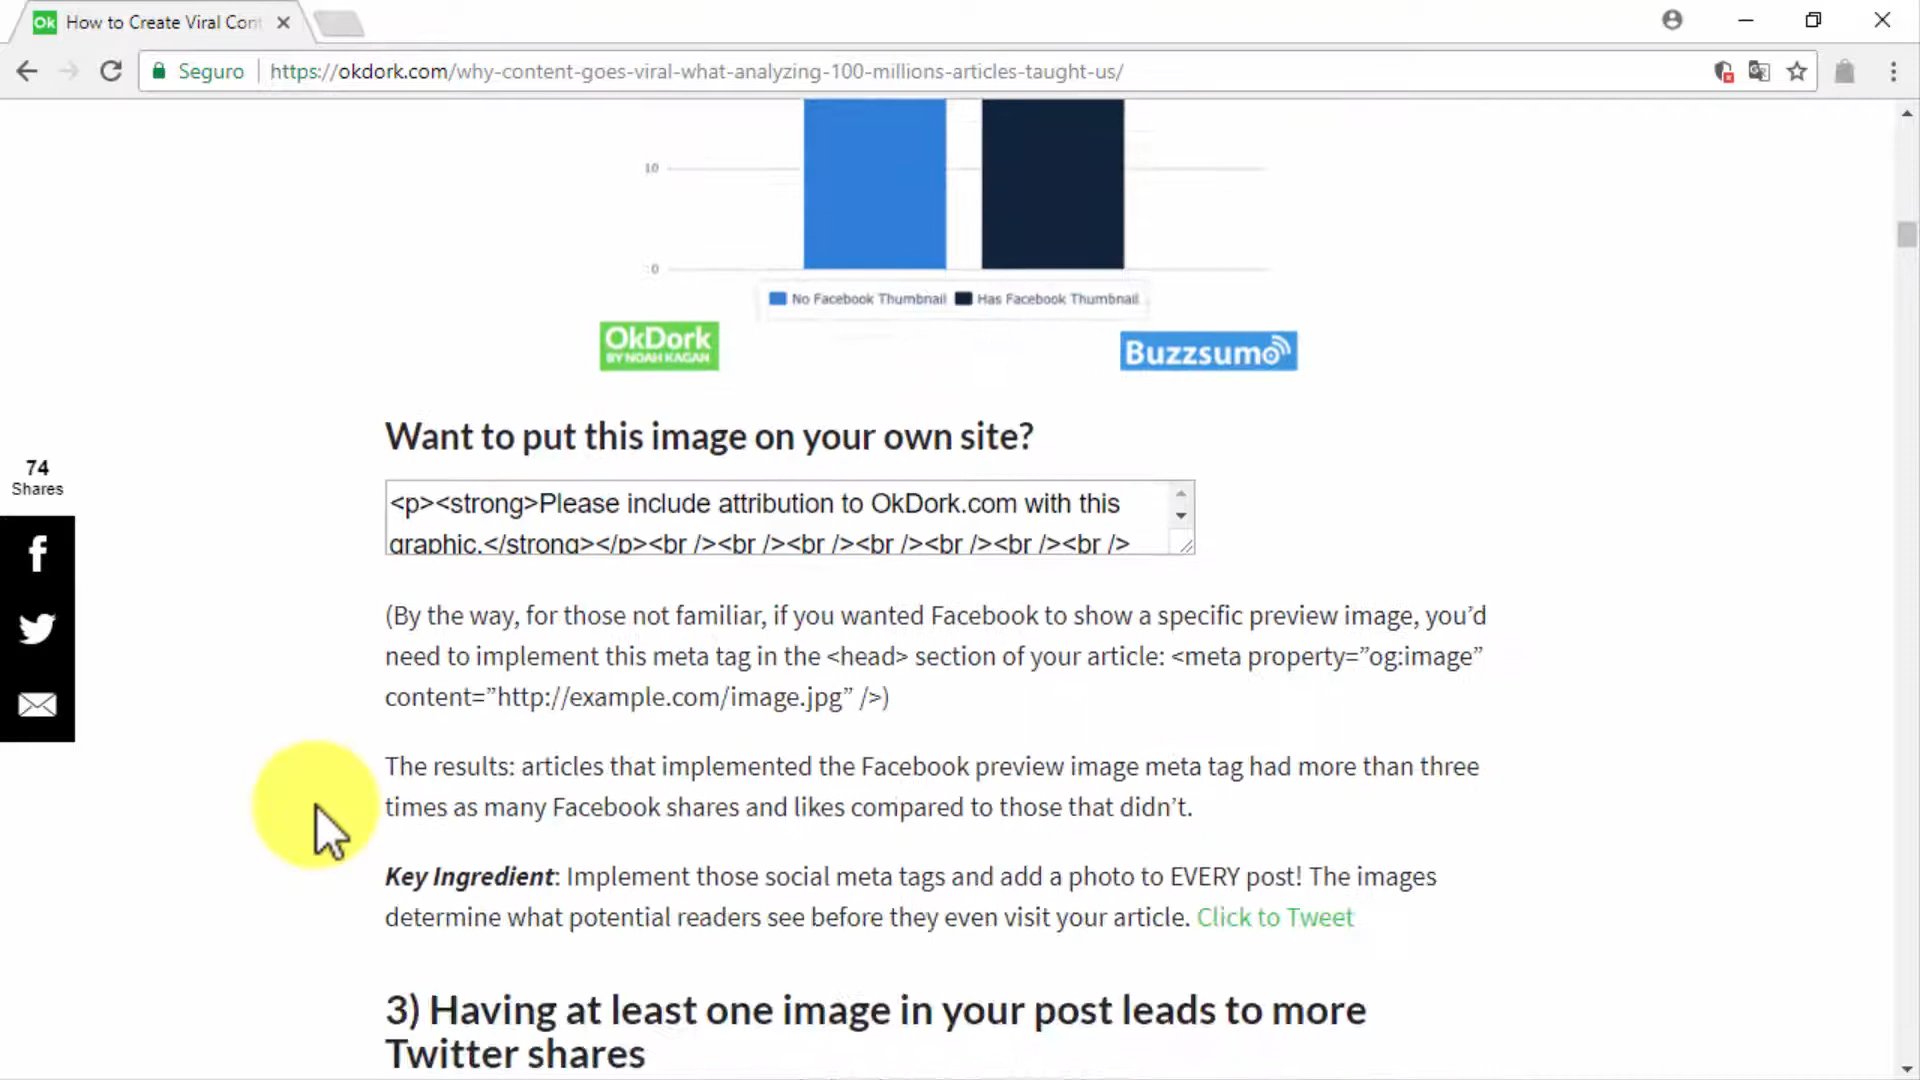 Ok How to Create Viral Con
Seguro https://okdork.com/why-content-goes-viral-what-analyzing-100-millions-articles-taught-us/
10
0
No Facebook Thumbnail Has Facebook Thumbnail
OkDork
BY NOAH KAGAN
Buzzsumo
Want to put this image on your own site?
<p><strong>Please include attribution to OkDork.com with this
graphic.</strong></p><br /><br /><br /><br /><br /><br /><br />
74
Shares
(By the way, for those not familiar, if you wanted Facebook to show a specific preview image, you’d
need to implement this meta tag in the <head> section of your article: <meta property=”og:image”
content=”http://example.com/image.jpg” />)
The results: articles that implemented the Facebook preview image meta tag had more than three
times as many Facebook shares and likes compared to those that didn’t.
Key Ingredient: Implement those social meta tags and add a photo to EVERY post! The images
determine what potential readers see before they even visit your article. Click to Tweet
3) Having at least one image in your post leads to more
Twitter shares